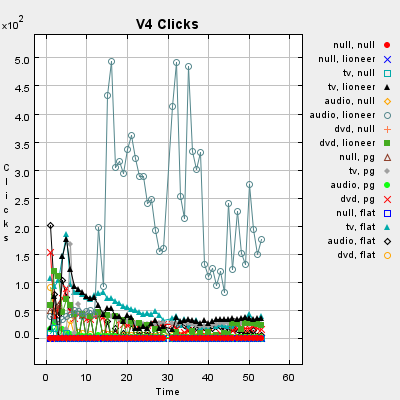 x10^2
V4 Clicks
5.0
4.5
4.0
3.5
3.0
2.5
2.0
1.5
1.0
0.5
0.0
Clicks
0
10
20
30
40
50
60
Time
null, null
null, lioneer
tv, null
tv, lioneer
audio, null
audio, lioneer
dvd, null
dvd, lioneer
null, pg
tv, pg
audio, pg
dvd, pg
null, flat
tv, flat
audio, flat
dvd, flat